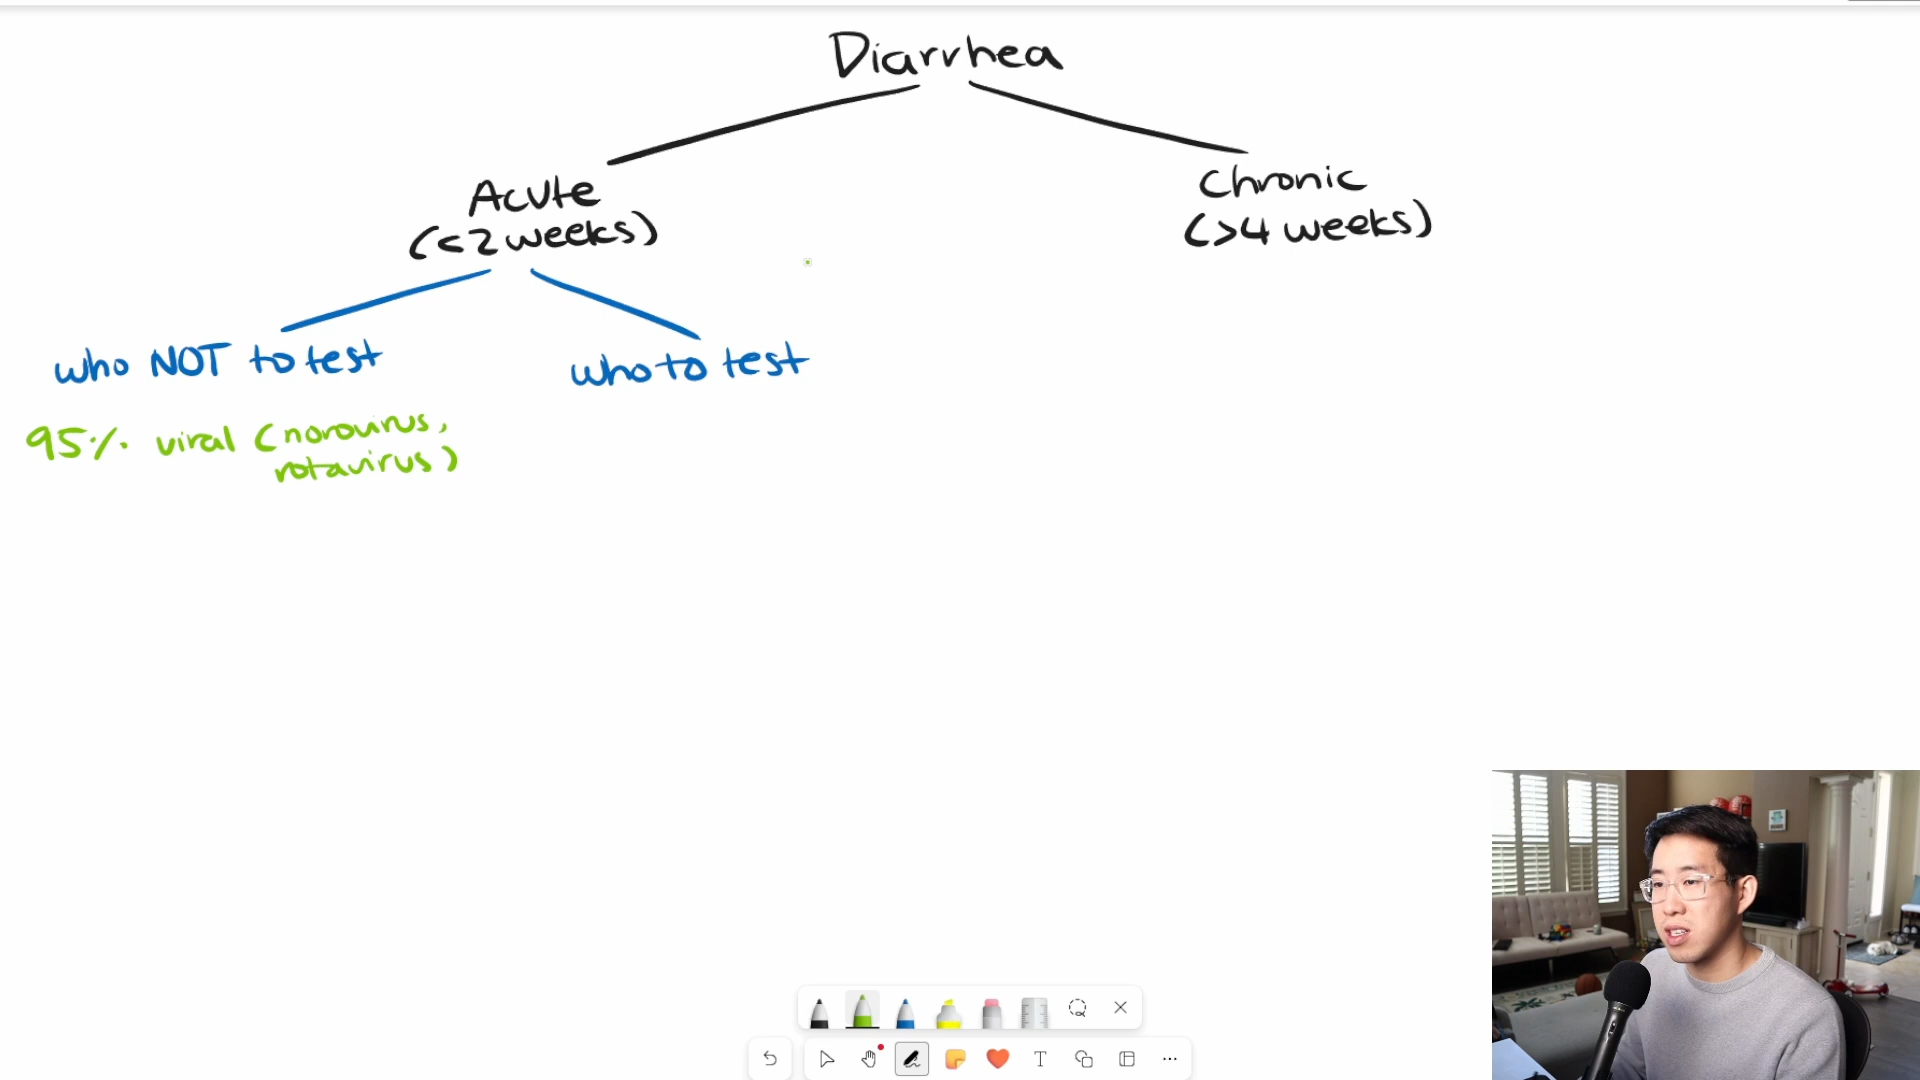 Diarrhea
Acute
(<2 weeks)
Chronic
(>4 weeks)
who NOT to test
who to test
95% viral (norovirus,
rotavirus)
T